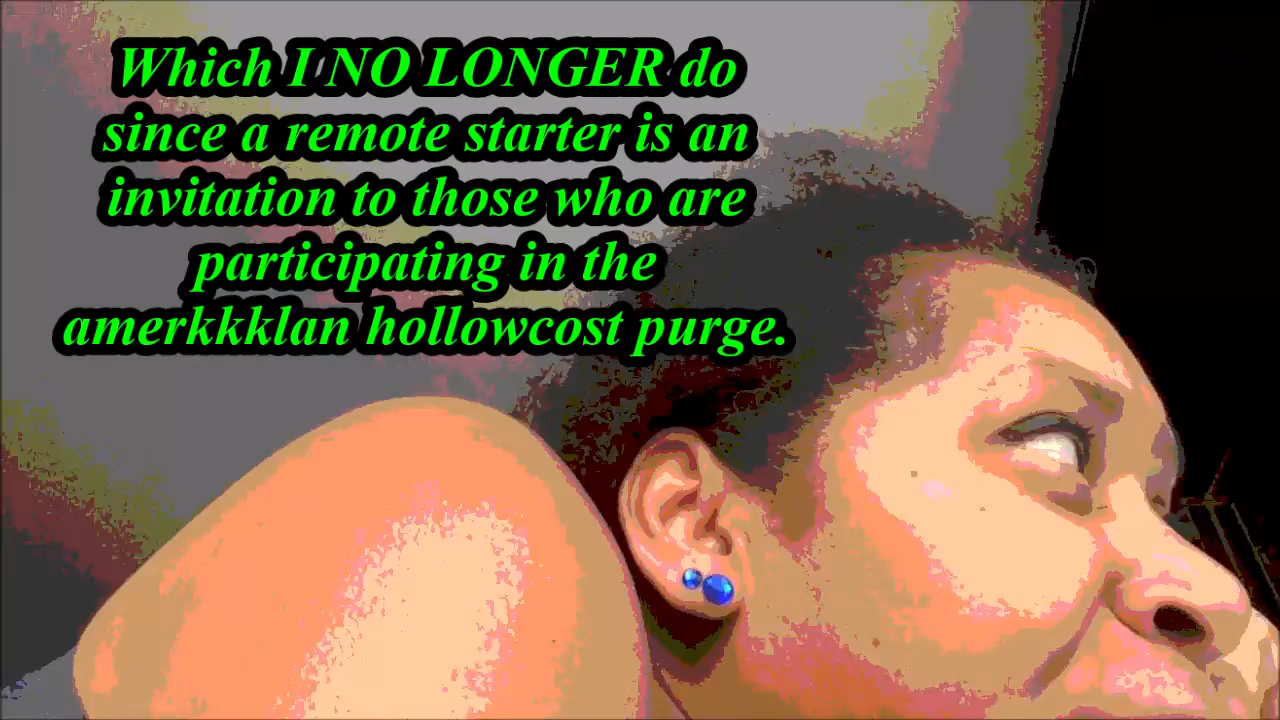 Which I NO LONGER do
since a remote starter is an
invitation to those who are
participating in the
amerkkklan hollowcost purge.